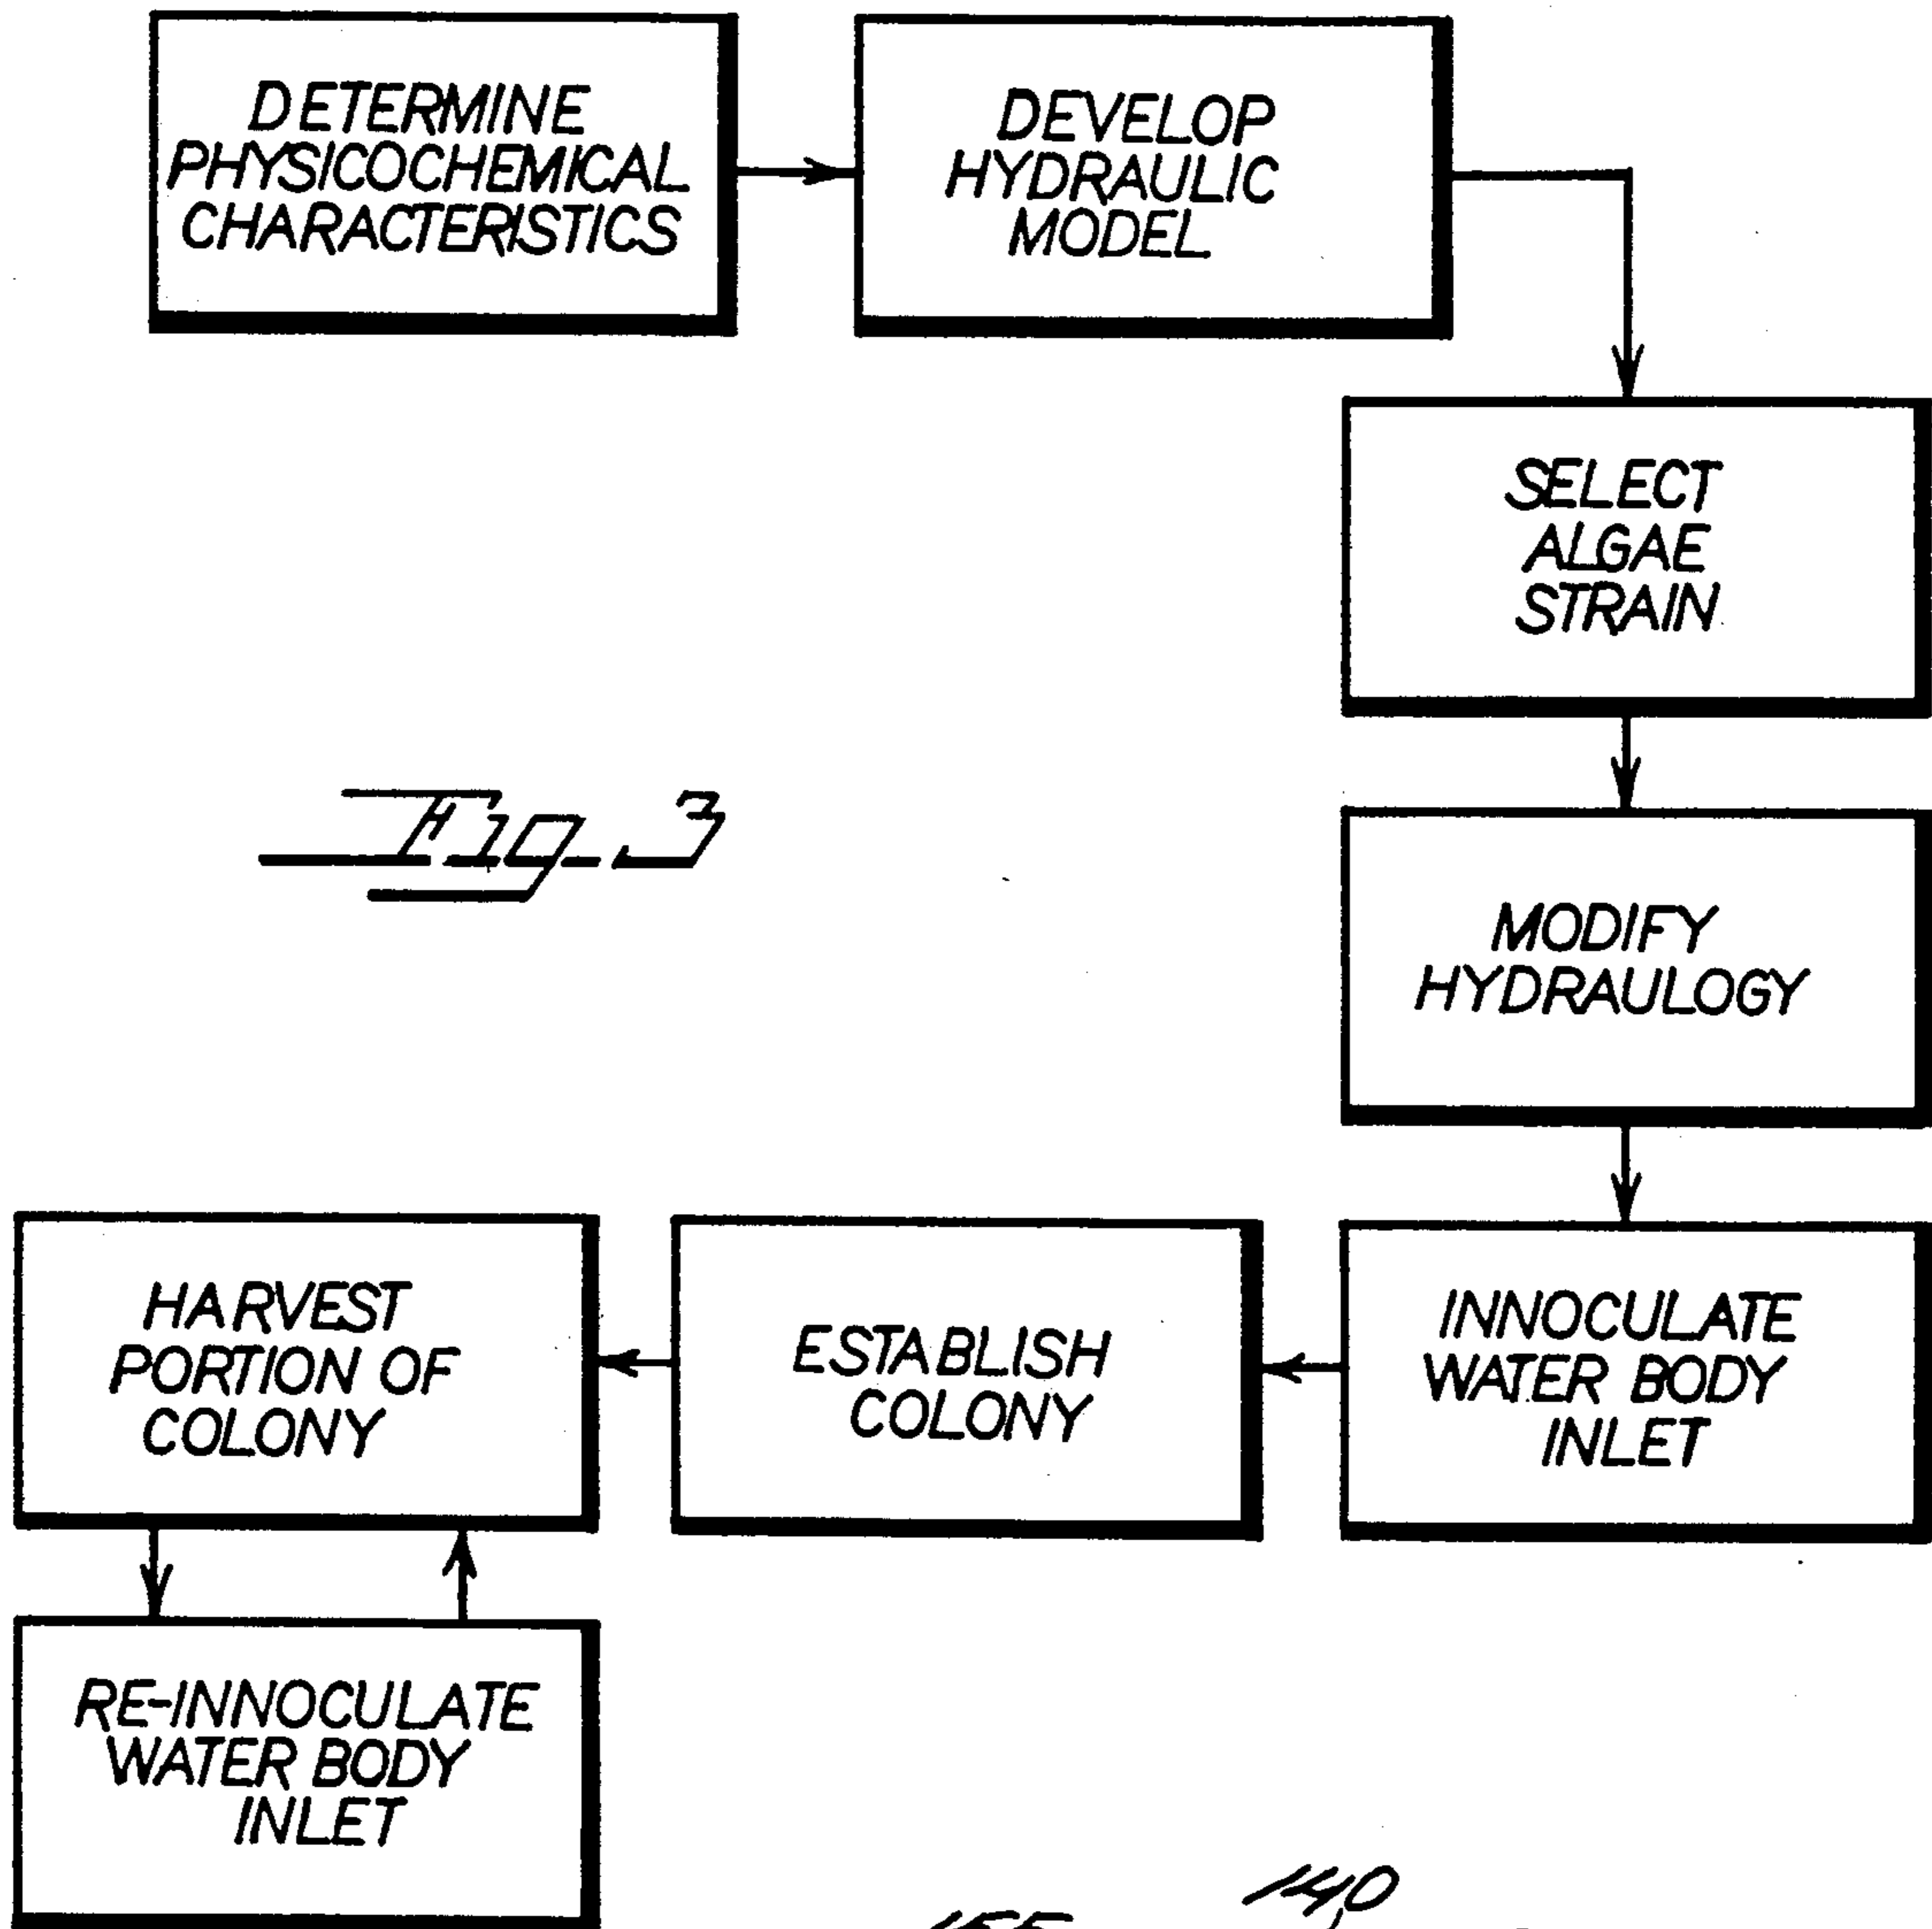 DETERMINE
PHYSICOCHEMICAL
CHARACTERISTICS
DEVELOP
HYDRAULIC
MODEL
SELECT
ALGAE
STRAIN
Fig. 3
MODIFY
HYDRAULOGY
INNOCULATE
WATER BODY
INLET
ESTABLISH
COLONY
HARVEST
PORTION OF
COLONY
RE-INNOCULATE
WATER BODY
INLET
140